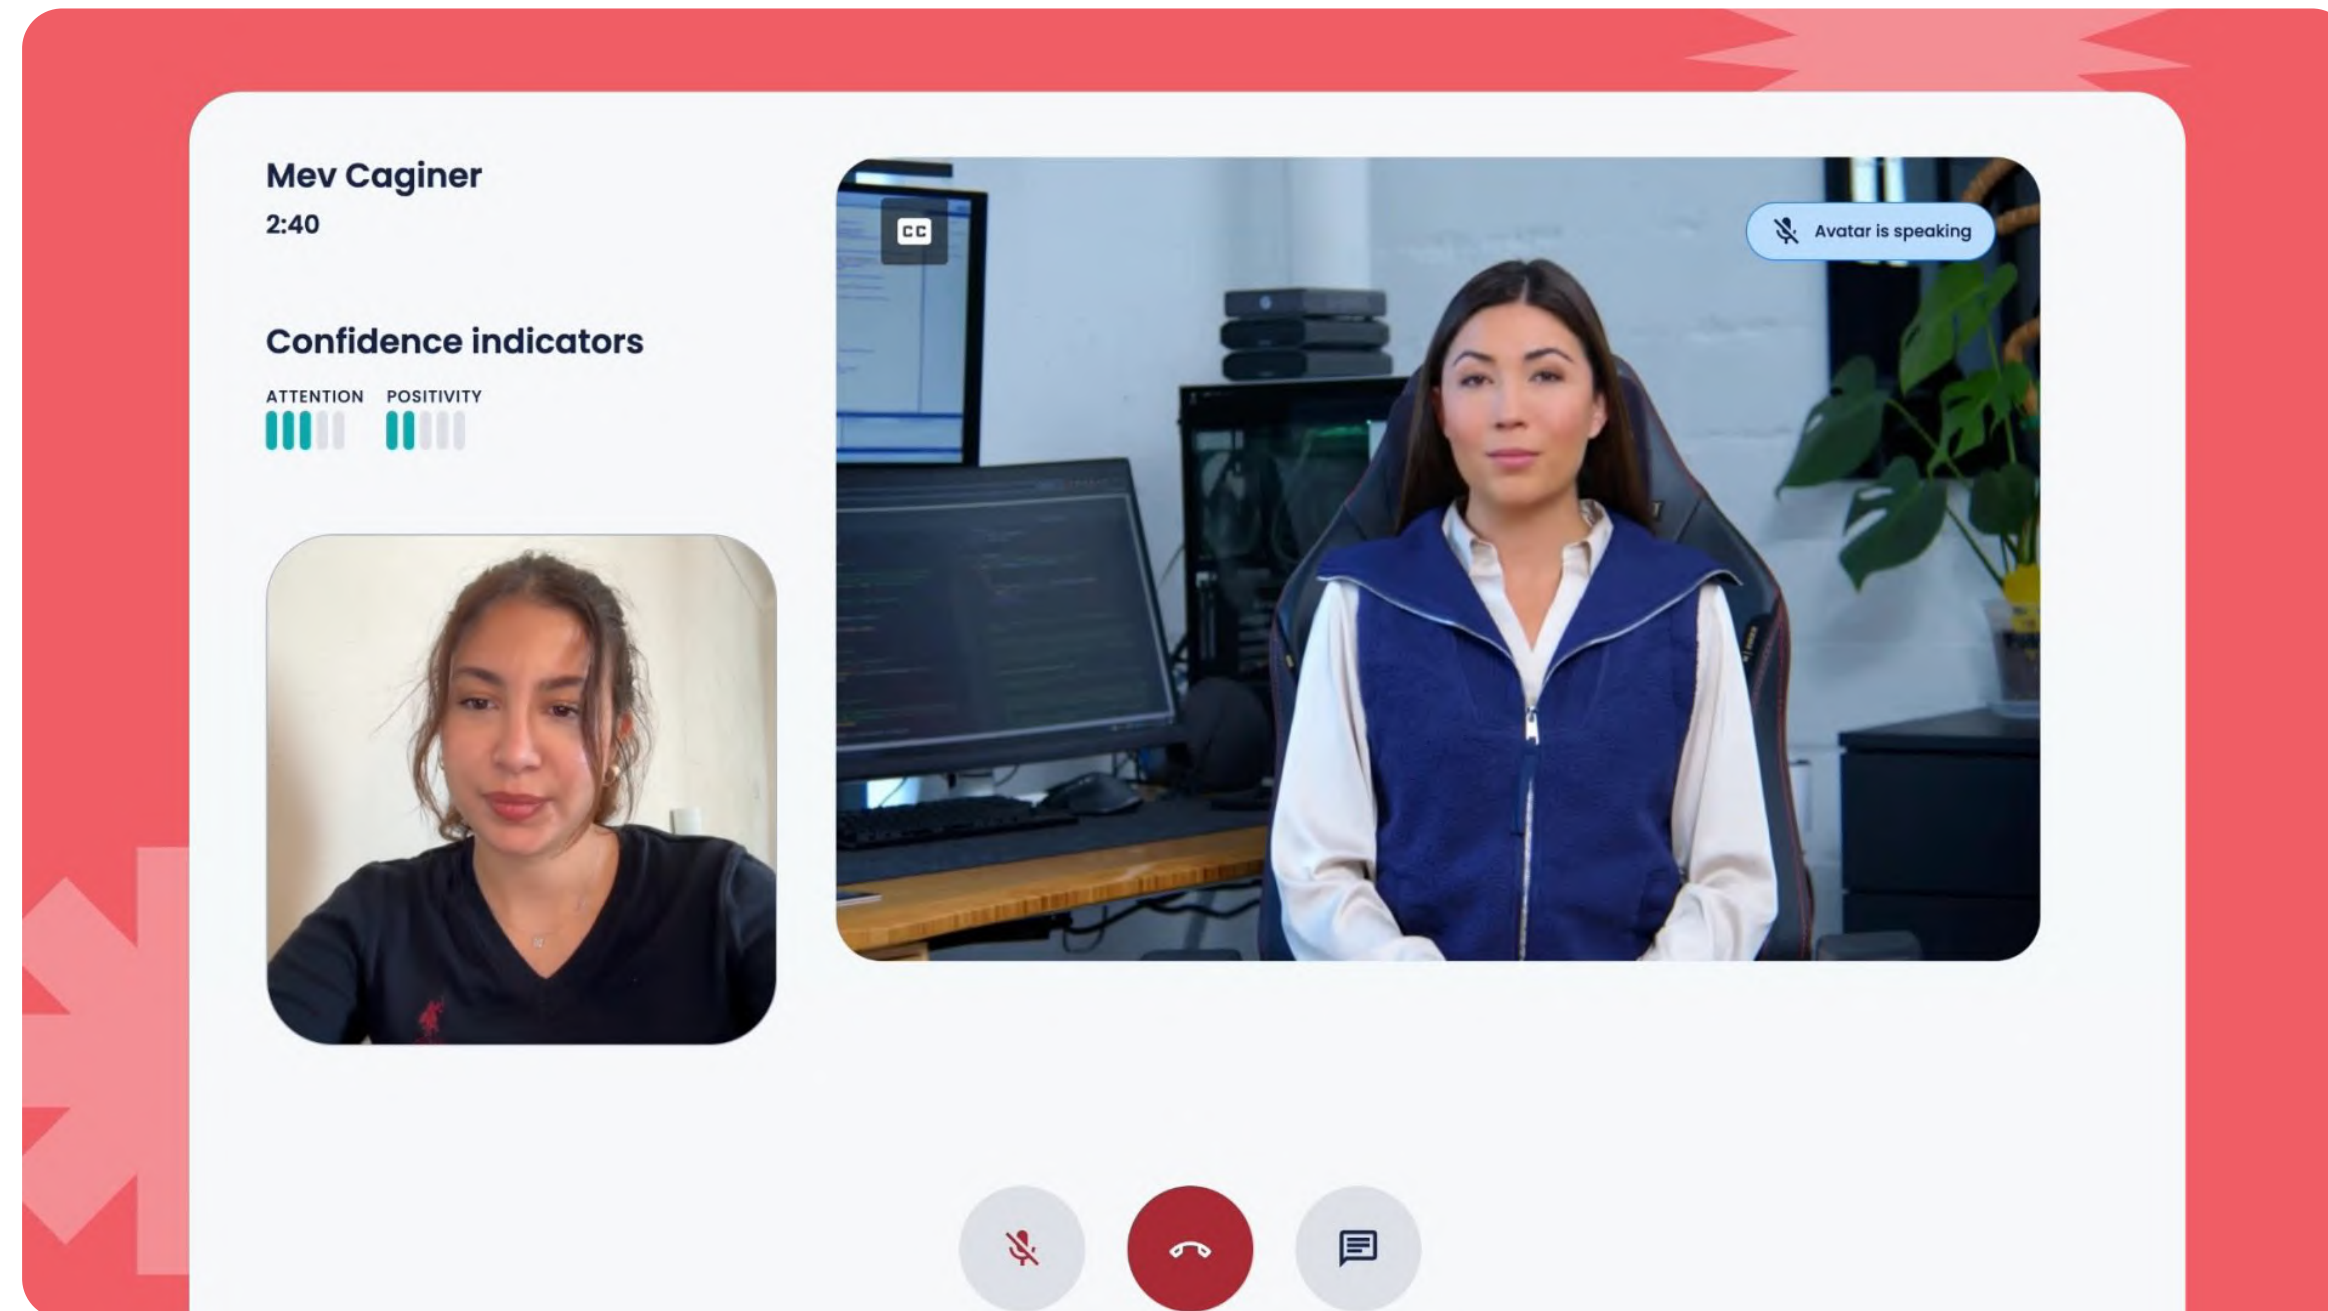 Mev Caginer
2:40
Confidence indicators
ATTENTION POSITIVITY
CC
Avatar is speaking